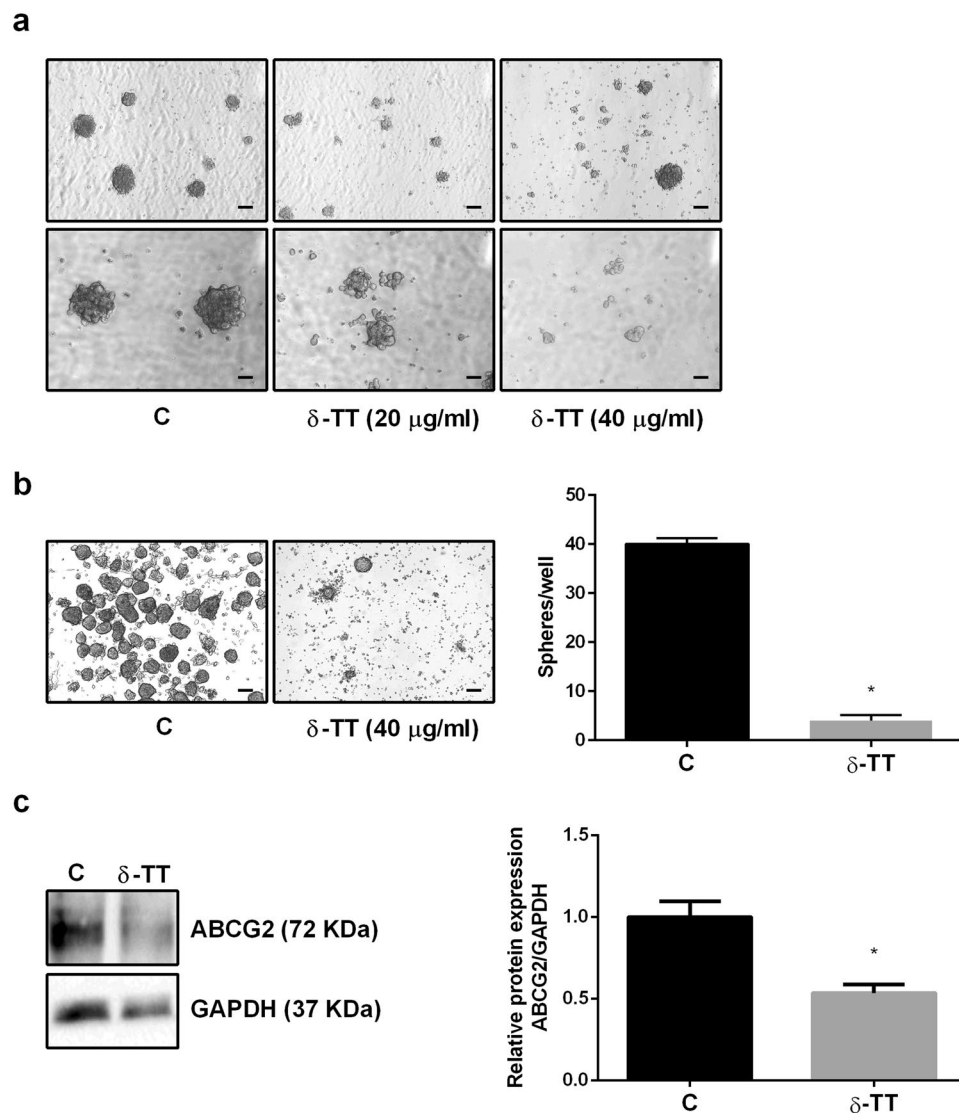 a
C
δ-TT (20 μg/ml)
δ-TT (40 μg/ml)
b
C
δ-TT (40 μg/ml)
Spheres/well
50
40
30
20
10
0
*
C
δ-TT
c
C
δ-TT
ABCG2 (72 KDa)
GAPDH (37 KDa)
Relative protein expression
ABCG2/GAPDH
1.5
1.0
0.5
0.0
*
C
δ-TT